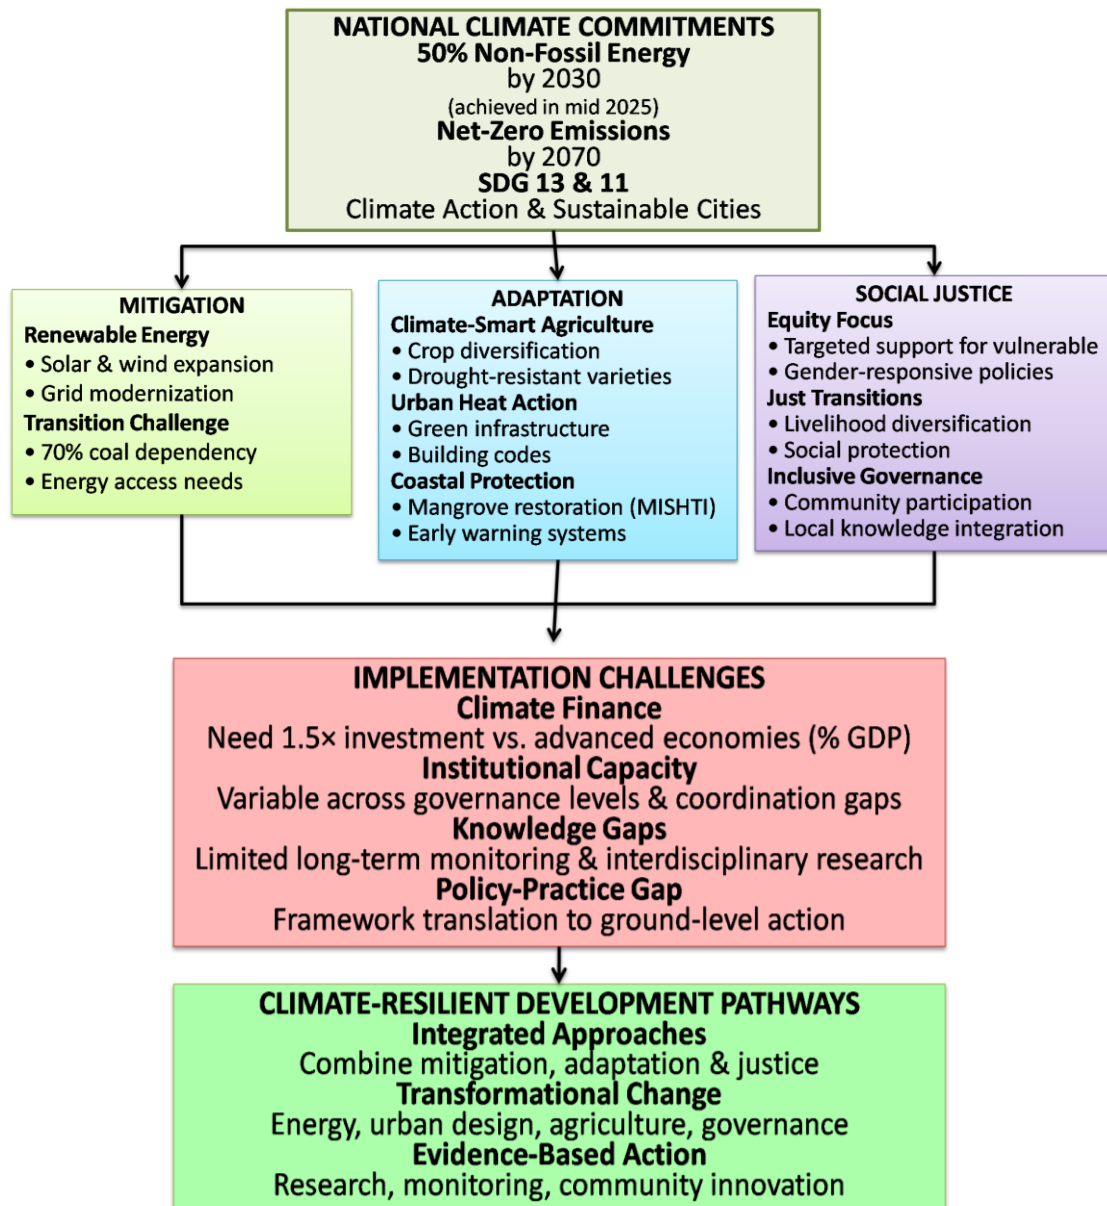 NATIONAL CLIMATE COMMITMENTS
50% Non-Fossil Energy
by 2030
(achieved in mid 2025)
Net-Zero Emissions
by 2070
SDG 13 & 11
Climate Action & Sustainable Cities
MITIGATION
Renewable Energy
• Solar & wind expansion
• Grid modernization
Transition Challenge
• 70% coal dependency
• Energy access needs
ADAPTATION
Climate-Smart Agriculture
• Crop diversification
• Drought-resistant varieties
Urban Heat Action
• Green infrastructure
• Building codes
Coastal Protection
• Mangrove restoration (MISHTI)
• Early warning systems
SOCIAL JUSTICE
Equity Focus
• Targeted support for vulnerable
• Gender-responsive policies
Just Transitions
• Livelihood diversification
• Social protection
Inclusive Governance
• Community participation
• Local knowledge integration
IMPLEMENTATION CHALLENGES
Climate Finance
Need 1.5× investment vs. advanced economies (% GDP)
Institutional Capacity
Variable across governance levels & coordination gaps
Knowledge Gaps
Limited long-term monitoring & interdisciplinary research
Policy-Practice Gap
Framework translation to ground-level action
CLIMATE-RESILIENT DEVELOPMENT PATHWAYS
Integrated Approaches
Combine mitigation, adaptation & justice
Transformational Change
Energy, urban design, agriculture, governance
Evidence-Based Action
Research, monitoring, community innovation